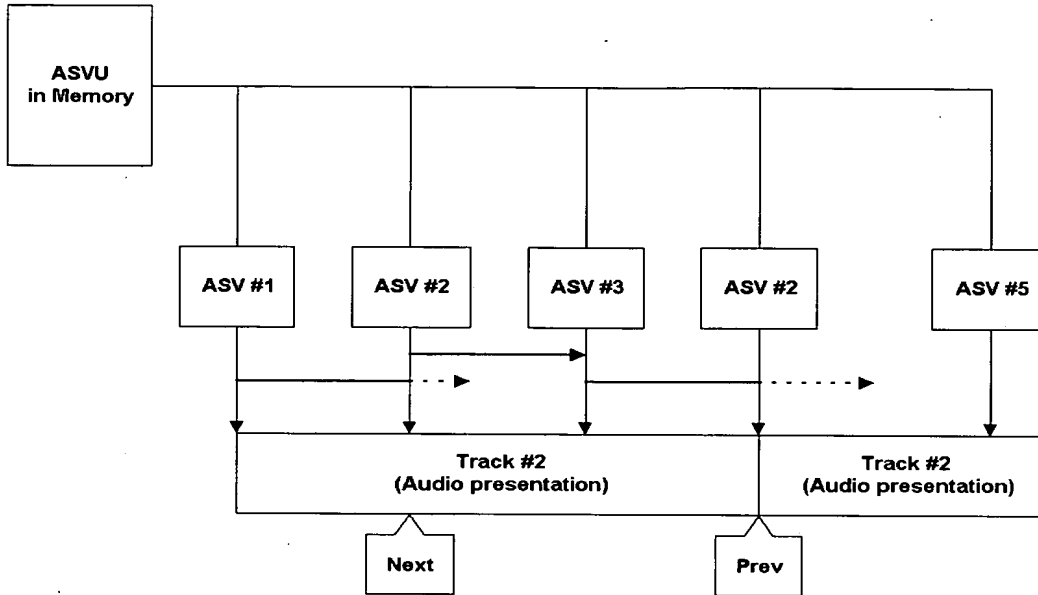 ASVU
in Memory
ASV #1
ASV #2
ASV #3
ASV #2
ASV #5
Track #2
(Audio presentation)
Track #2
(Audio presentation)
Next
Prev